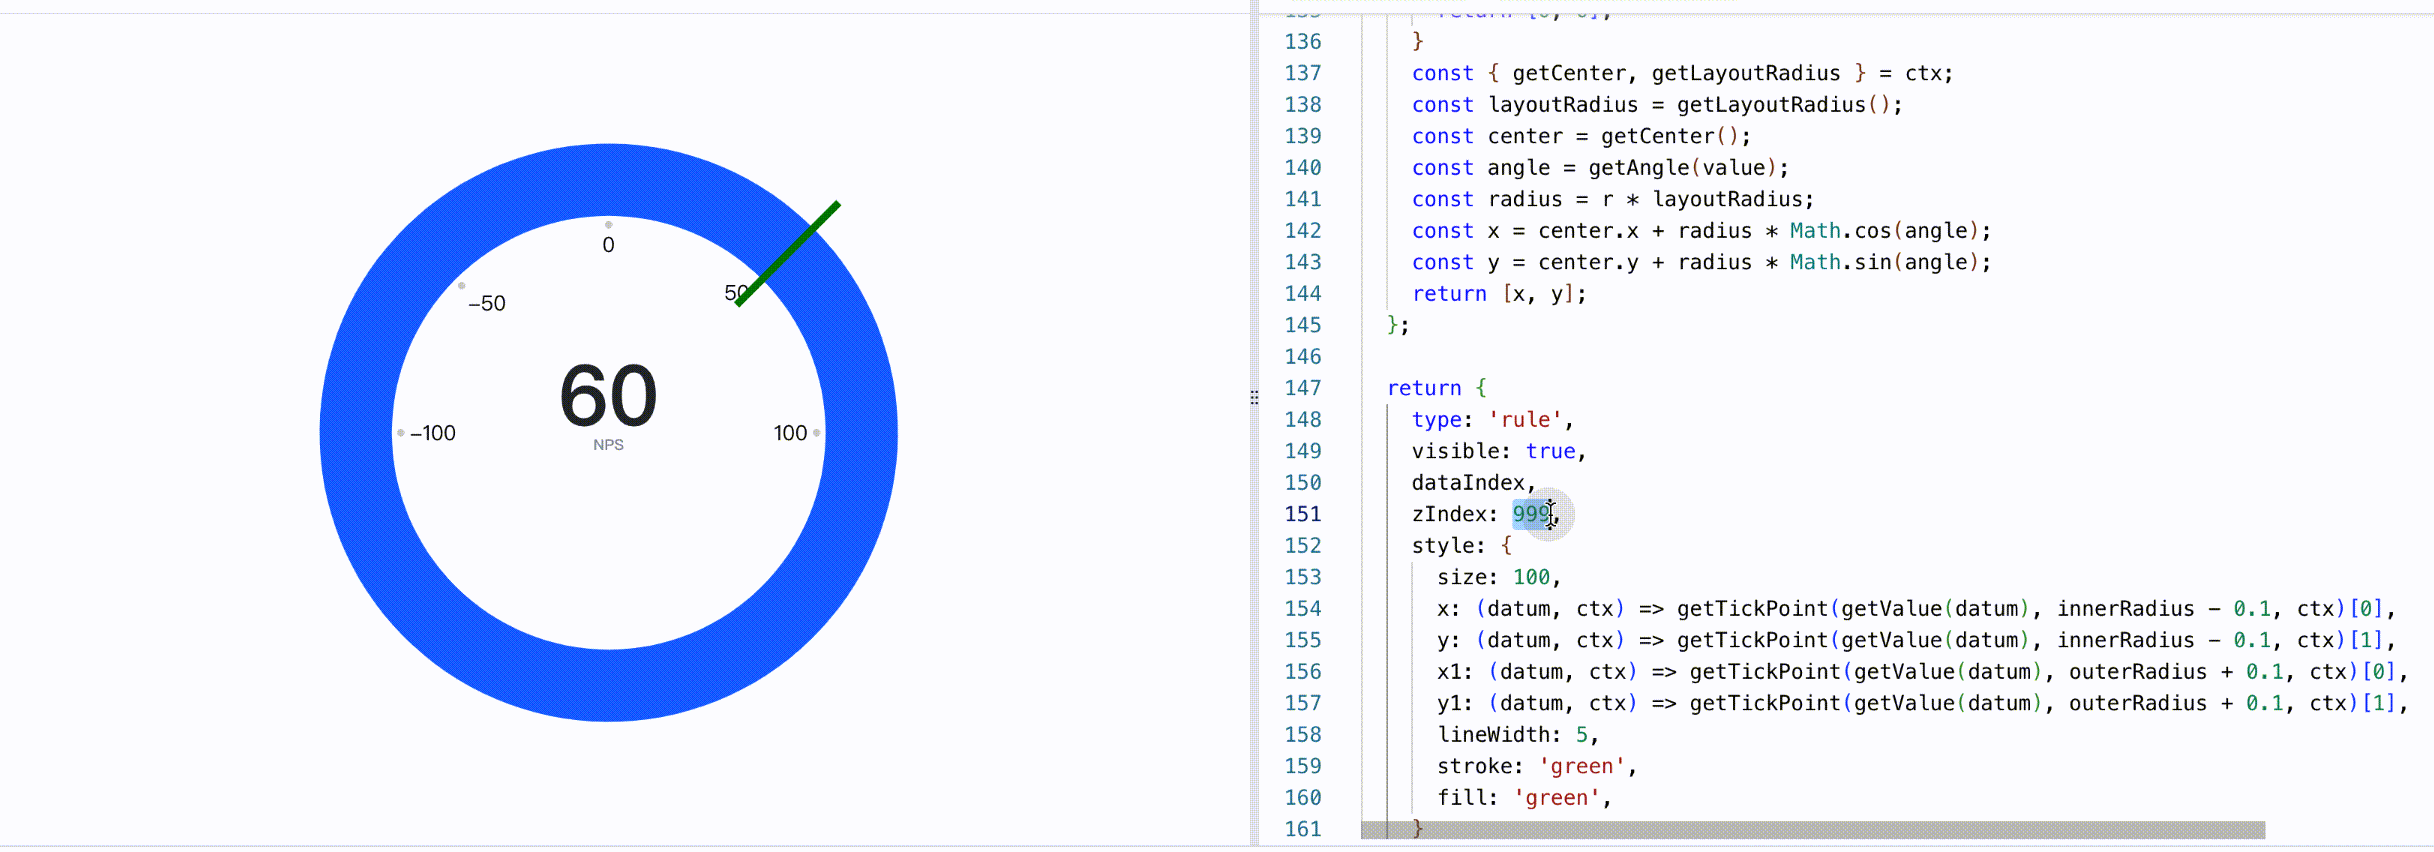 0
−50
50
60
−100
100
NPS
136 }
137 const { getCenter, getLayoutRadius } = ctx;
138 const layoutRadius = getLayoutRadius();
139 const center = getCenter();
140 const angle = getAngle(value);
141 const radius = r * layoutRadius;
142 const x = center.x + radius * Math.cos(angle);
143 const y = center.y + radius * Math.sin(angle);
144 return [x, y];
145 };
146
147 return {
148 type: 'rule',
149 visible: true,
150 dataIndex,
151 zIndex: 999,
152 style: {
153 size: 100,
154 x: (datum, ctx) => getTickPoint(getValue(datum), innerRadius - 0.1, ctx)[0],
155 y: (datum, ctx) => getTickPoint(getValue(datum), innerRadius - 0.1, ctx)[1],
156 x1: (datum, ctx) => getTickPoint(getValue(datum), outerRadius + 0.1, ctx)[0],
157 y1: (datum, ctx) => getTickPoint(getValue(datum), outerRadius + 0.1, ctx)[1],
158 lineWidth: 5,
159 stroke: 'green',
160 fill: 'green',
161 }